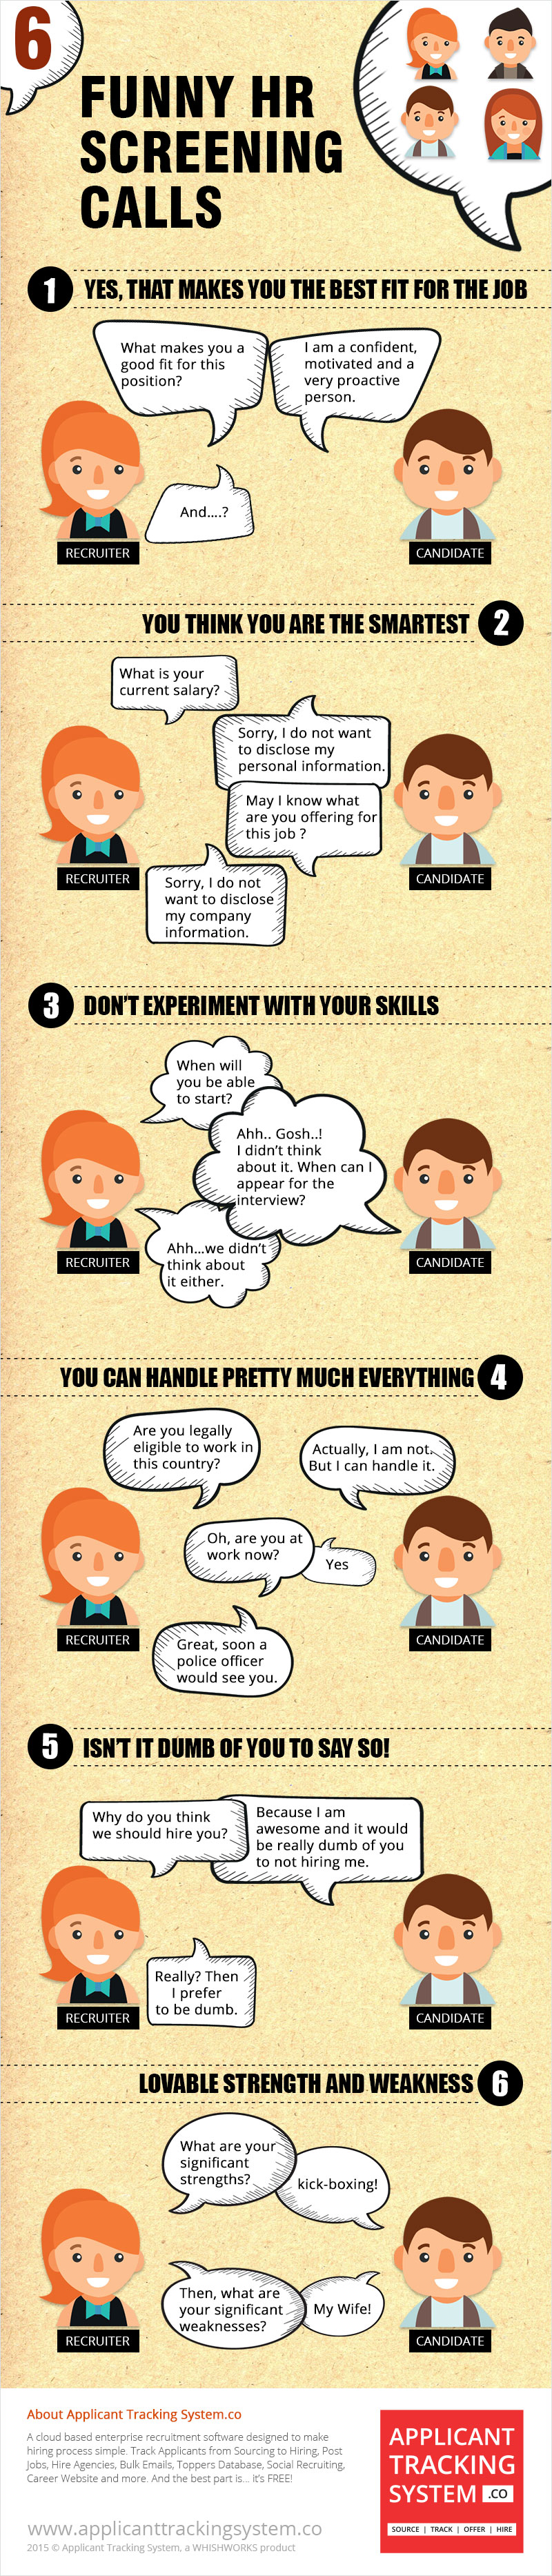 6
FUNNY HR
SCREENING
CALLS
1 YES, THAT MAKES YOU THE BEST FIT FOR THE JOB
What makes you a
good fit for this
position?
I am a confident,
motivated and a
very proactive
person.
And....?
RECRUITER
CANDIDATE
YOU THINK YOU ARE THE SMARTEST 2
What is your
current salary?
Sorry, I do not want
to disclose my
personal information.
May I know what
are you offering for
this job ?
Sorry, I do not
want to disclose
my company
information.
RECRUITER
CANDIDATE
3 DON'T EXPERIMENT WITH YOUR SKILLS
When will
you be able
to start?
Ahh.. Gosh..!
I didn't think
about it. When can I
appear for the
interview?
Ahh...we didn't
think about
it either.
RECRUITER
CANDIDATE
YOU CAN HANDLE PRETTY MUCH EVERYTHING 4
Are you legally
eligible to work in
this country?
Actually, I am not.
But I can handle it.
Oh, are you at
work now?
Yes
Great, soon a
police officer
would see you.
RECRUITER
CANDIDATE
5 ISN'T IT DUMB OF YOU TO SAY SO!
Why do you think
we should hire you?
Because I am
awesome and it would
be really dumb of you
to not hiring me.
Really? Then
I prefer
to be dumb.
RECRUITER
CANDIDATE
LOVABLE STRENGTH AND WEAKNESS 6
What are your
significant
strengths?
kick-boxing!
Then, what are
your significant
weaknesses?
My Wife!
RECRUITER
CANDIDATE
About Applicant Tracking System.co
A cloud based enterprise recruitment software designed to make
hiring process simple. Track Applicants from Sourcing to Hiring, Post
Jobs, Hire Agencies, Bulk Emails, Toppers Database, Social Recruiting,
Career Website and more. And the best part is... it's FREE!
www.applicanttrackingsystem.co
2015 © Applicant Tracking System, a WHISHWORKS product
APPLICANT
TRACKING
SYSTEM .CO
SOURCE | TRACK | OFFER | HIRE